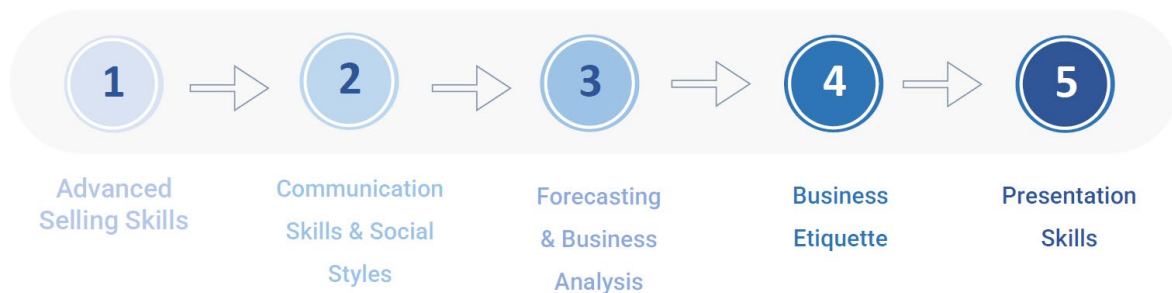 1
2
3
4
5
Advanced
Selling Skills
Communication
Skills & Social
Styles
Forecasting
& Business
Analysis
Business
Etiquette
Presentation
Skills